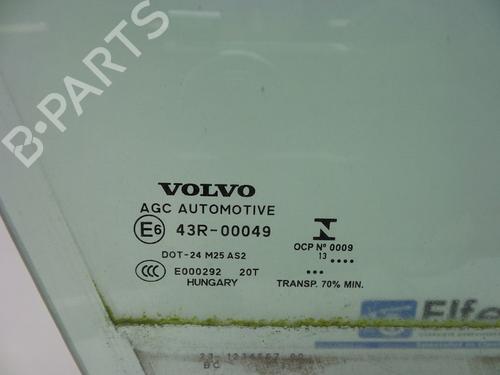 B-PARTS
VOLVO
AGC AUTOMOTIVE
E6 43R-00049
DOT-24 M25 AS2
CCC E000292 20T
HUNGARY
N
OCP Nº 0009
13 ....
...
TRANSP. 70% MIN.
Elfe